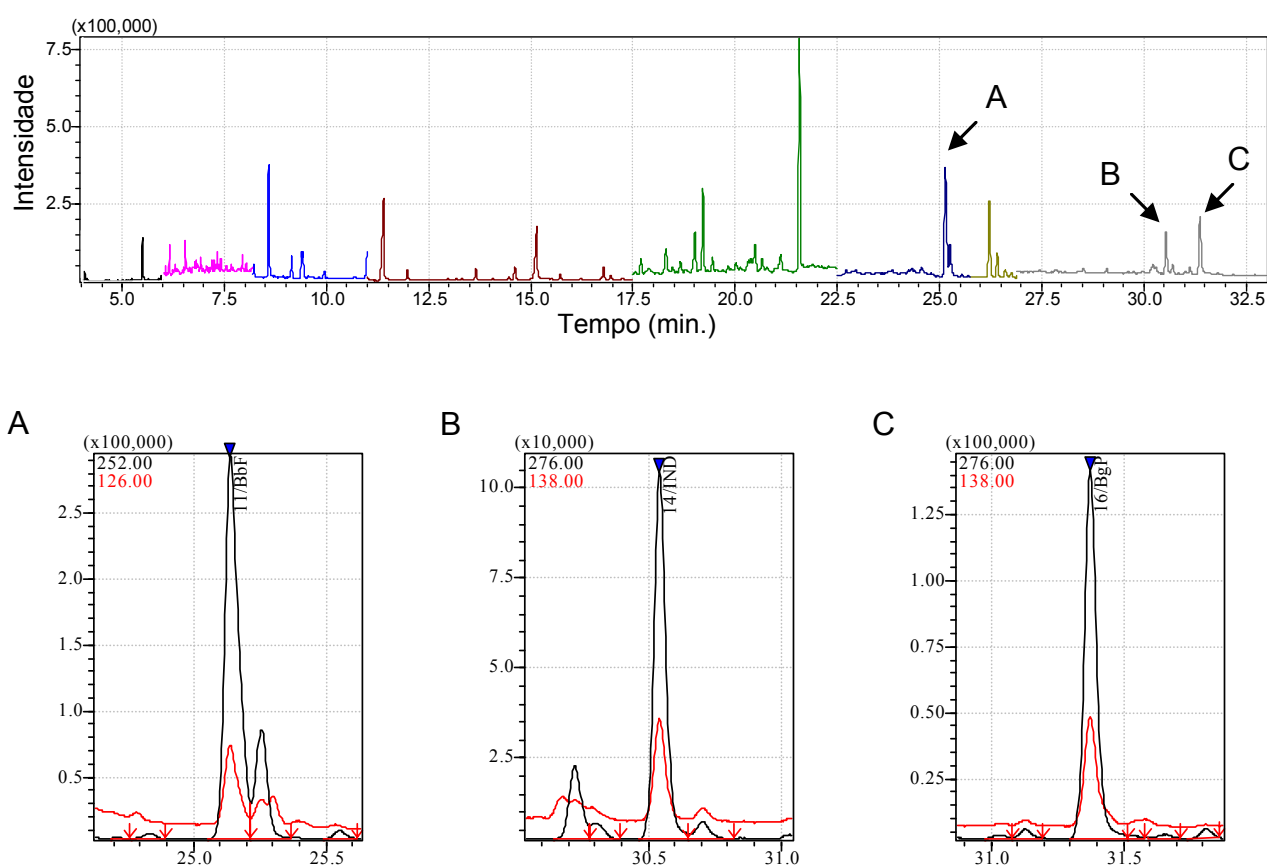 (x100,000)
7.5
5.0
2.5
Intensidade
A
B
C
5.0 7.5 10.0 12.5 15.0 17.5 20.0 22.5 25.0 27.5 30.0 32.5
Tempo (min.)
A
(x100,000)
252.00
126.00
11/BbF
2.5
2.0
1.5
1.0
0.5
25.0 25.5
B
(x10,000)
276.00
138.00
14/IND
10.0
7.5
5.0
2.5
30.5 31.0
C
(x100,000)
276.00
138.00
16/BgP
1.25
1.00
0.75
0.50
0.25
31.0 31.5